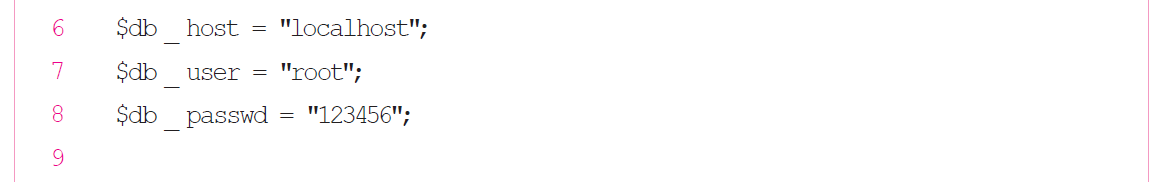 6 $db_host = "localhost";
7 $db_user = "root";
8 $db_passwd = "123456";
9